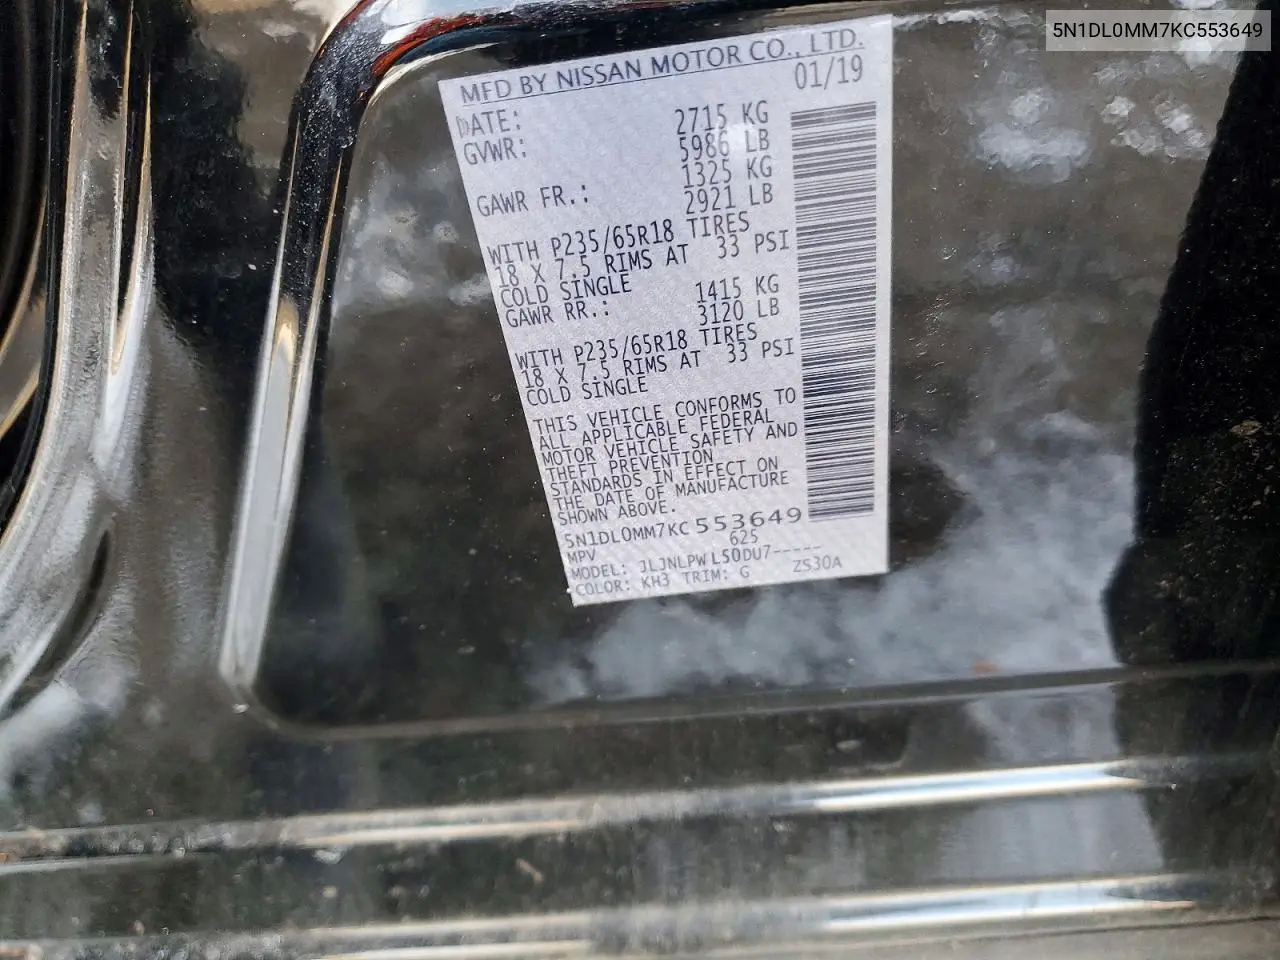 5N1DL0MM7KC553649
MFD BY NISSAN MOTOR CO., LTD.
DATE: 01/19
GVWR: 2715 KG
5986 LB
GAWR FR.: 1325 KG
2921 LB
WITH P235/65R18 TIRES
18 X 7.5 RIMS AT 33 PSI
COLD SINGLE
GAWR RR.: 1415 KG
3120 LB
WITH P235/65R18 TIRES
18 X 7.5 RIMS AT 33 PSI
COLD SINGLE
THIS VEHICLE CONFORMS TO
ALL APPLICABLE FEDERAL
MOTOR VEHICLE SAFETY AND
THEFT PREVENTION
STANDARDS IN EFFECT ON
THE DATE OF MANUFACTURE
SHOWN ABOVE.
5N1DL0MM7KC553649
MPV 625
MODEL: JLJNLPWL50DU7-----
COLOR: KH3 TRIM: G ZS30A